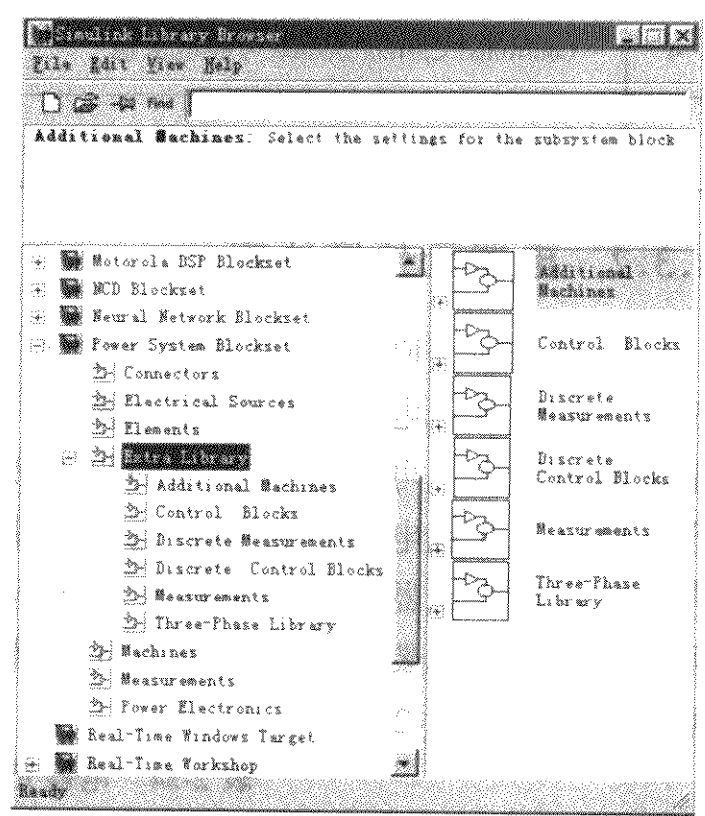 Simulink Library Browser
File Edit View Help
Find
Additional Machines: Select the settings for the subsystem block
Motorola DSP Blockset
NCD Blockset
Neural Network Blockset
Power System Blockset
Connectors
Electrical Sources
Elements
Extra Library
Additional Machines
Control Blocks
Discrete Measurements
Discrete Control Blocks
Measurements
Three-Phase Library
Machines
Measurements
Power Electronics
Real-Time Windows Target
Real-Time Workshop
Additional
Machines
Control Blocks
Discrete
Measurements
Discrete
Control Blocks
Measurements
Three-Phase
Library
Ready